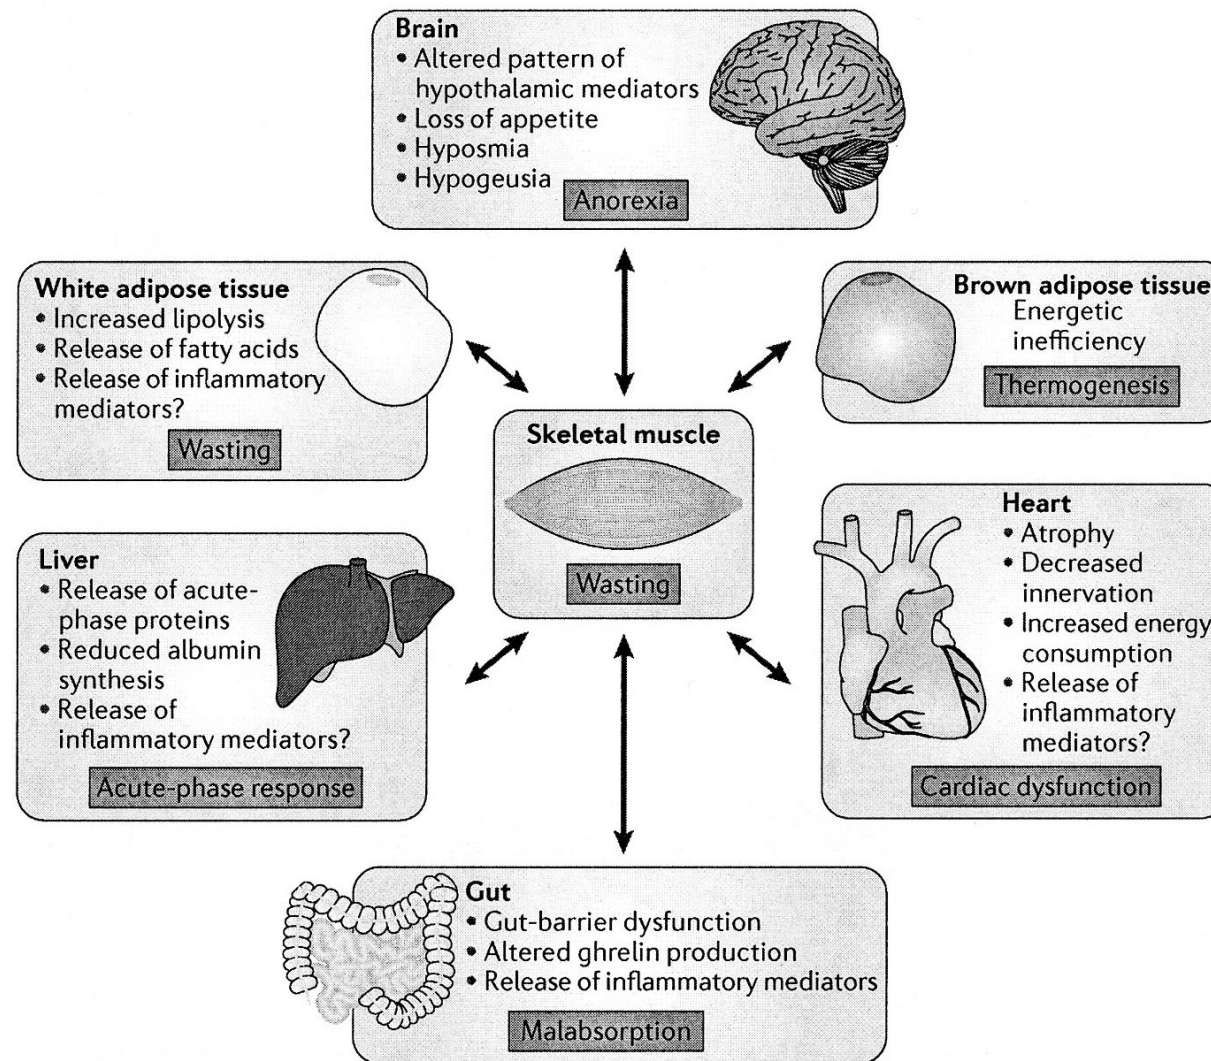 Brain
• Altered pattern of
hypothalamic mediators
• Loss of appetite
• Hyposmia
• Hypogeusia
Anorexia
White adipose tissue
• Increased lipolysis
• Release of fatty acids
• Release of inflammatory
mediators?
Wasting
Brown adipose tissue
Energetic
inefficiency
Thermogenesis
Skeletal muscle
Wasting
Liver
• Release of acute-
phase proteins
• Reduced albumin
synthesis
• Release of
inflammatory mediators?
Acute-phase response
Heart
• Atrophy
• Decreased
innervation
• Increased energy
consumption
• Release of
inflammatory
mediators?
Cardiac dysfunction
Gut
• Gut-barrier dysfunction
• Altered ghrelin production
• Release of inflammatory mediators
Malabsorption